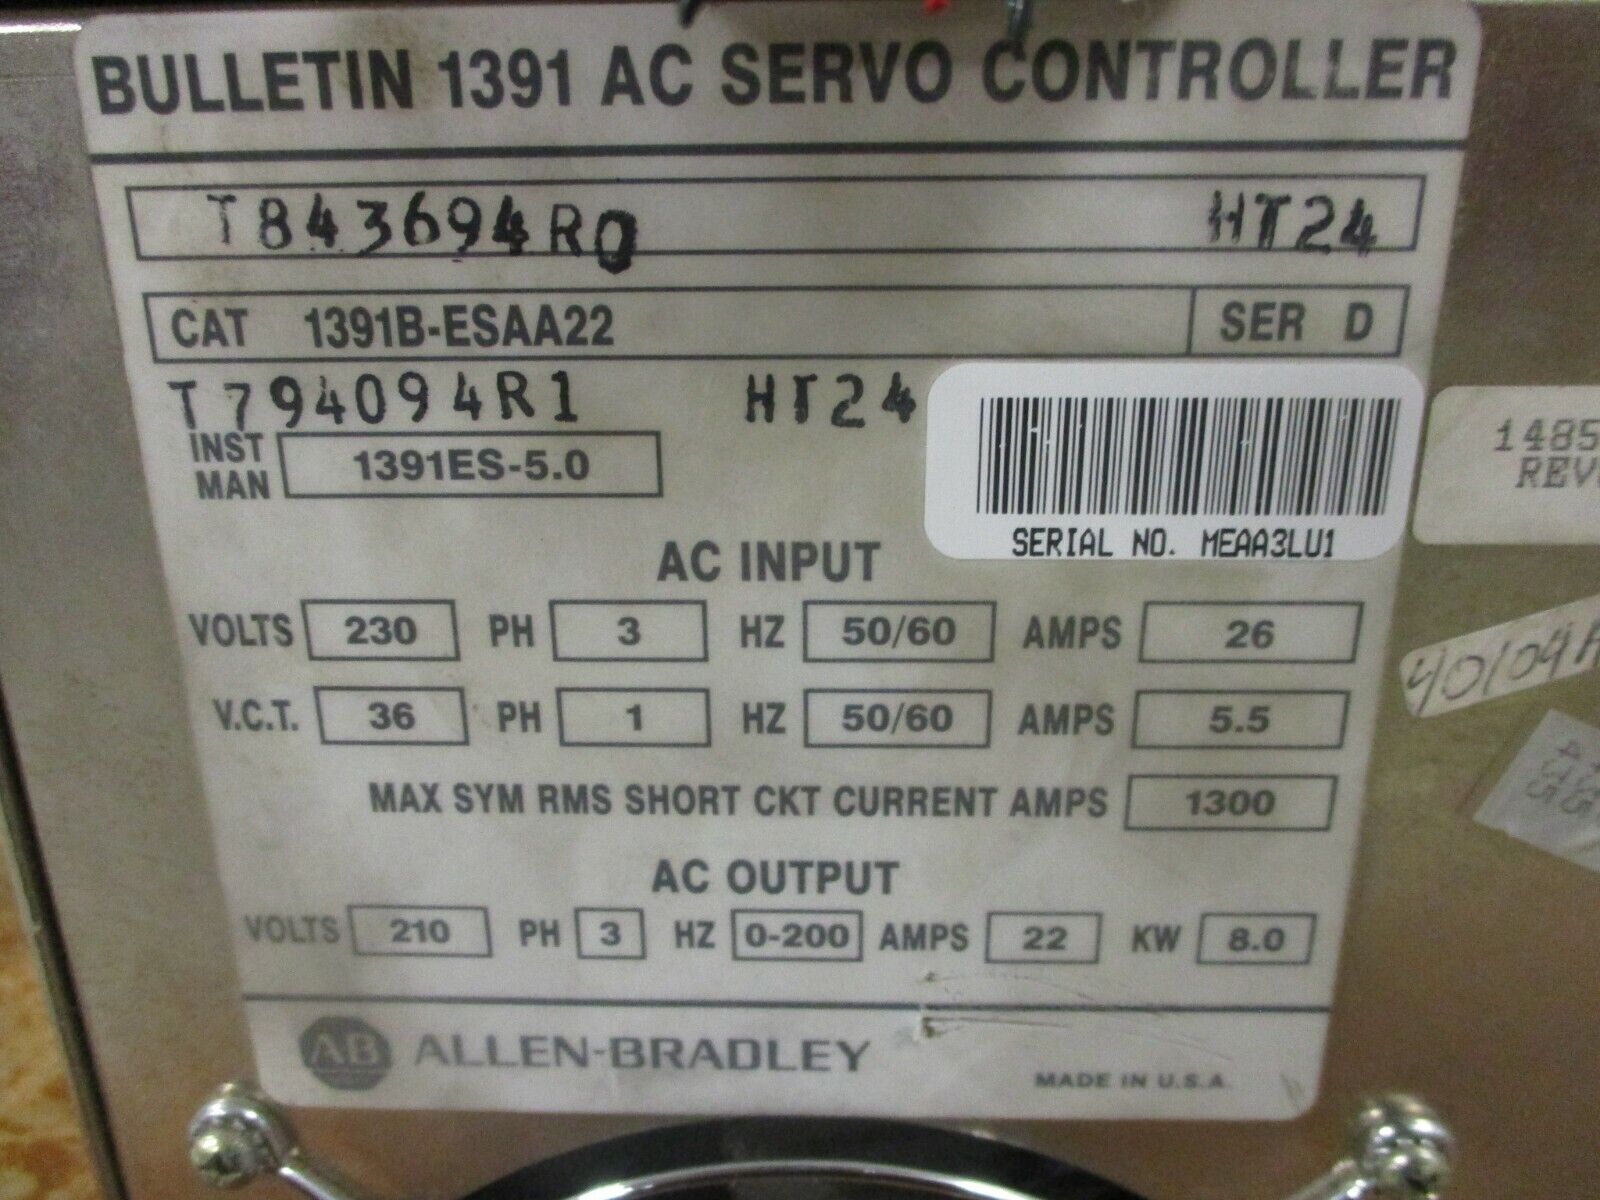 BULLETIN 1391 AC SERVO CONTROLLER
T843694R0 HT24
CAT 1391B-ESAA22 SER D
T794094R1 HT24
INST MAN 1391ES-5.0
SERIAL NO. MEAA3LU1
1485
REV
AC INPUT
VOLTS 230 PH 3 HZ 50/60 AMPS 26
40104A
V.C.T. 36 PH 1 HZ 50/60 AMPS 5.5
MAX SYM RMS SHORT CKT CURRENT AMPS 1300
AC OUTPUT
VOLTS 210 PH 3 HZ 0-200 AMPS 22 KW 8.0
AB ALLEN-BRADLEY
MADE IN U.S.A.